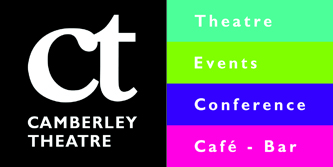 ct
CAMBERLEY
THEATRE
Theatre
Events
Conference
Café - Bar